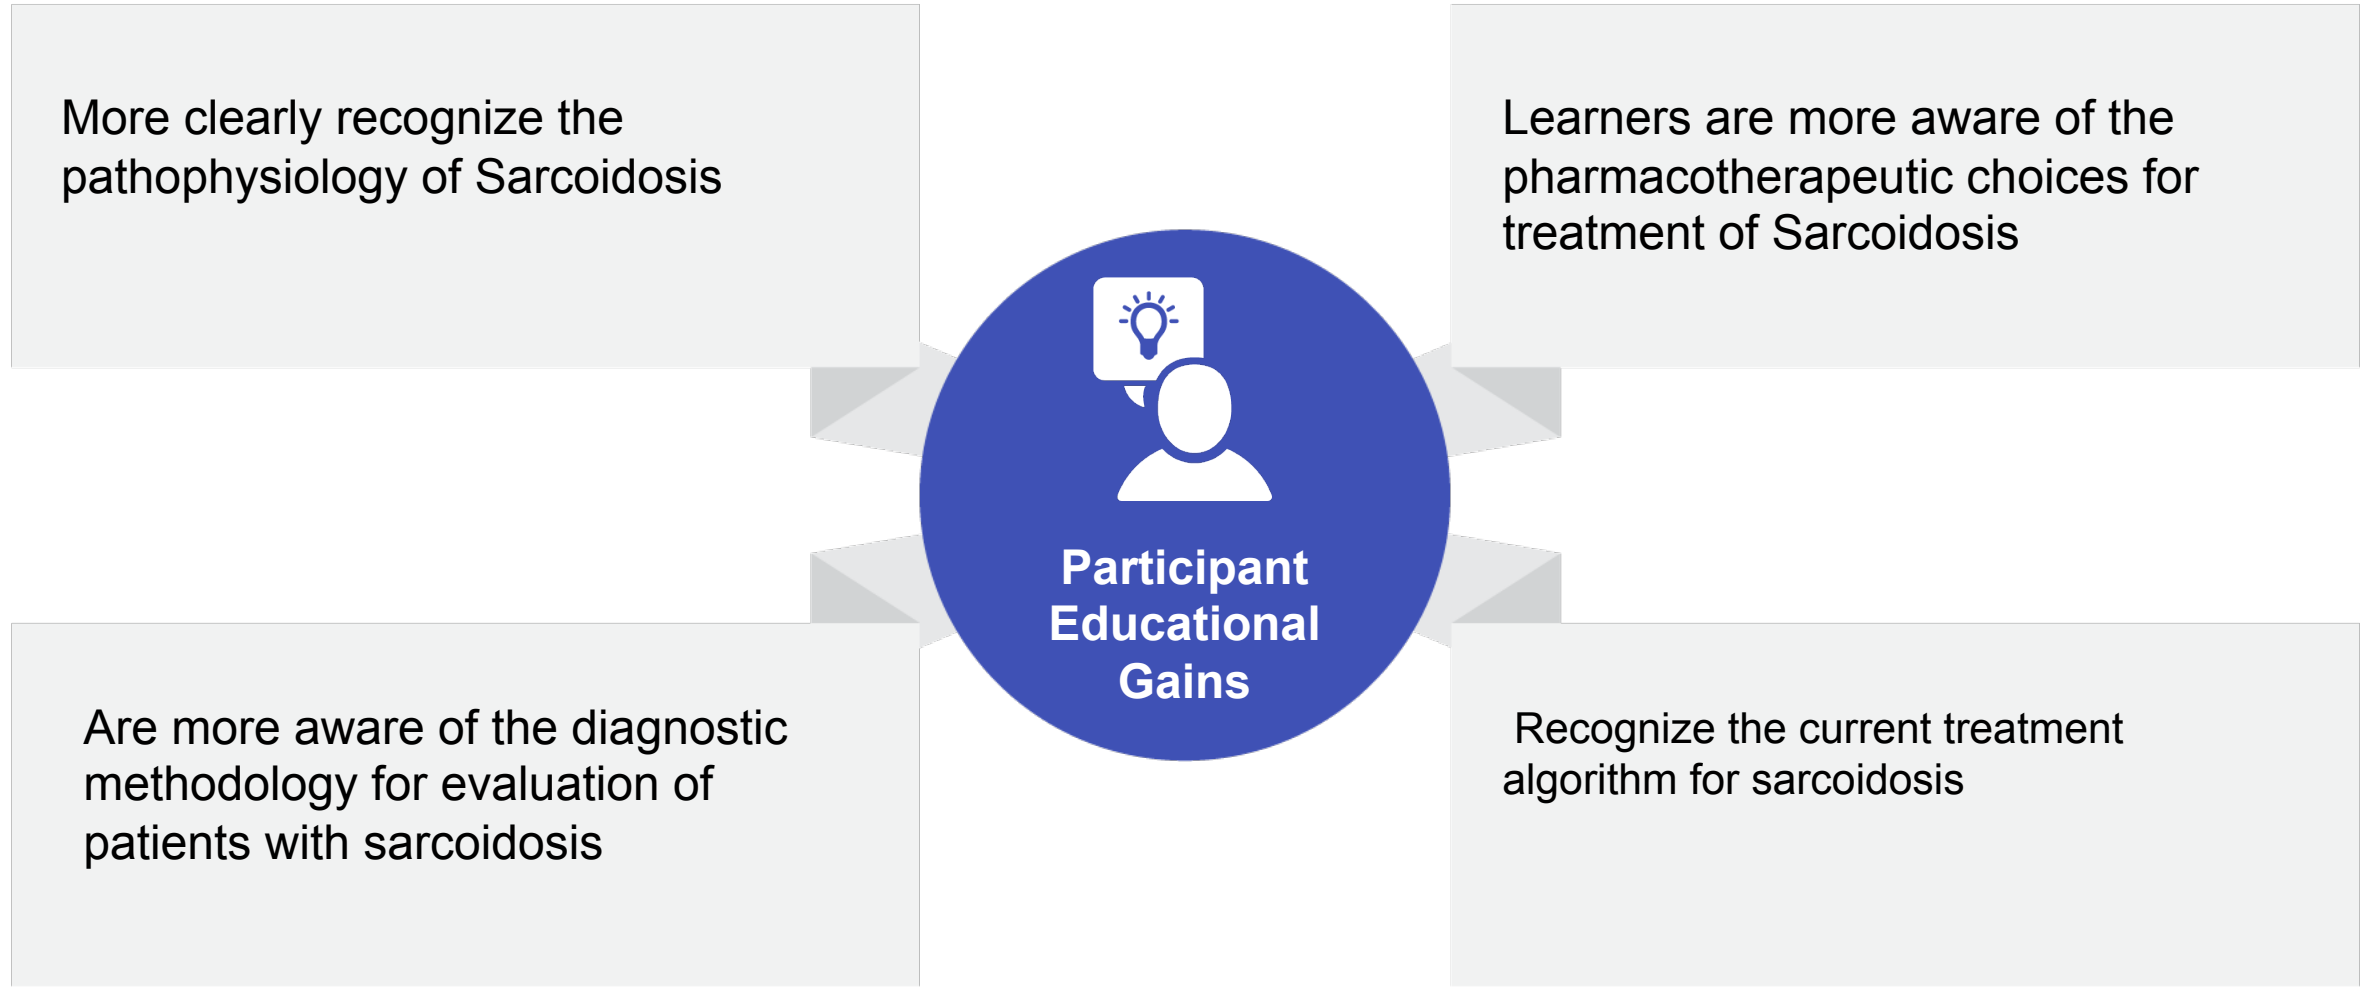 More clearly recognize the
pathophysiology of Sarcoidosis
Learners are more aware of the
pharmacotherapeutic choices for
treatment of Sarcoidosis
Participant
Educational
Gains
Are more aware of the diagnostic
methodology for evaluation of
patients with sarcoidosis
Recognize the current treatment
algorithm for sarcoidosis